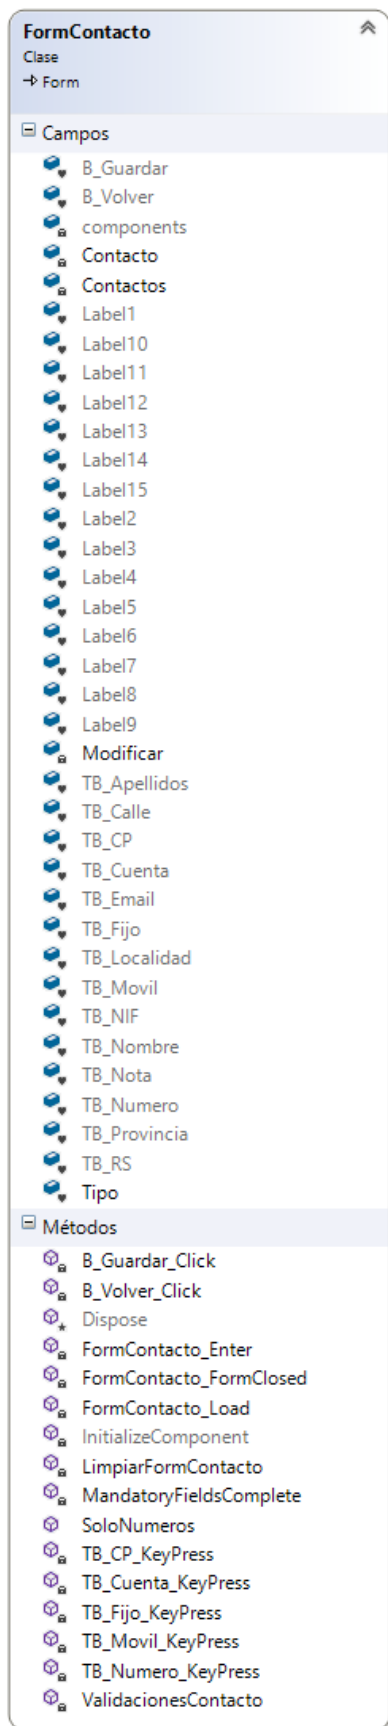 FormContacto
Clase
Form
Campos
B_Guardar
B_Volver
components
Contacto
Contactos
Label1
Label10
Label11
Label12
Label13
Label14
Label15
Label2
Label3
Label4
Label5
Label6
Label7
Label8
Label9
Modificar
TB_Apellidos
TB_Calle
TB_CP
TB_Cuenta
TB_Email
TB_Fijo
TB_Localidad
TB_Movil
TB_NIF
TB_Nombre
TB_Nota
TB_Numero
TB_Provincia
TB_RS
Tipo
Métodos
B_Guardar_Click
B_Volver_Click
Dispose
FormContacto_Enter
FormContacto_FormClosed
FormContacto_Load
InitializeComponent
LimpiarFormContacto
MandatoryFieldsComplete
SoloNumeros
TB_CP_KeyPress
TB_Cuenta_KeyPress
TB_Fijo_KeyPress
TB_Movil_KeyPress
TB_Numero_KeyPress
ValidacionesContacto